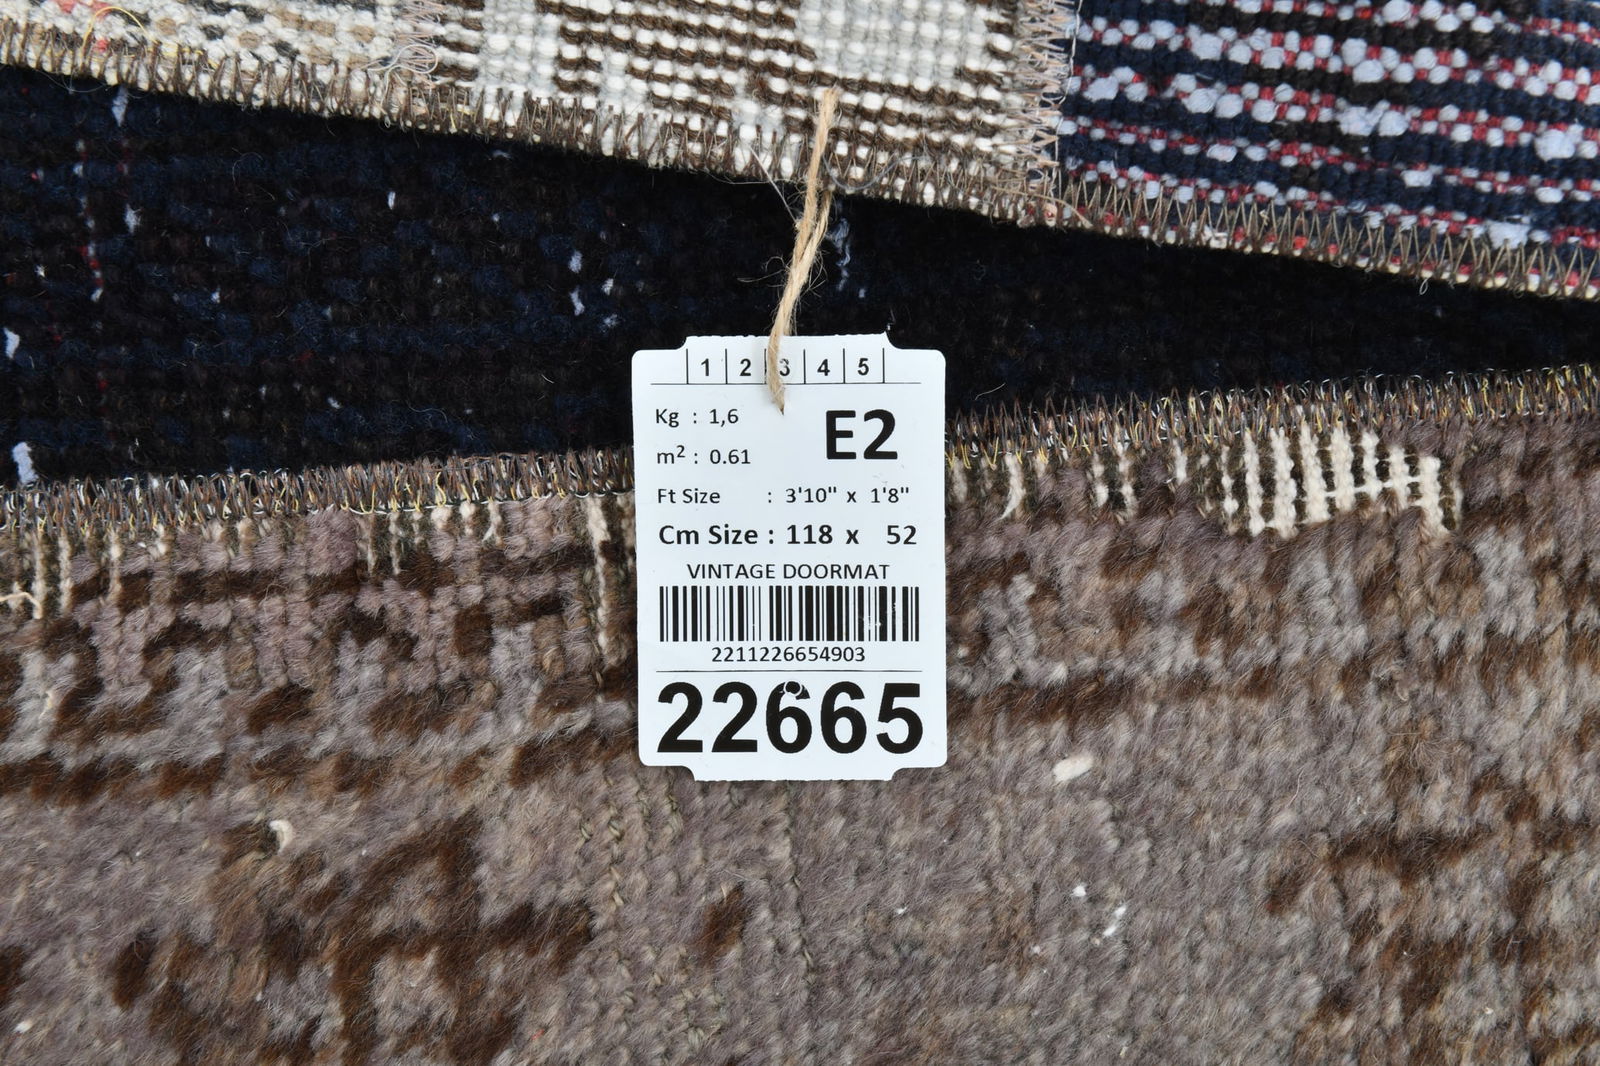 1 2 3 4 5
Kg : 1,6
E2
m² : 0.61
Ft Size : 3'10" x 1'8"
Cm Size : 118 x 52
VINTAGE DOORMAT
2211226654903
22665